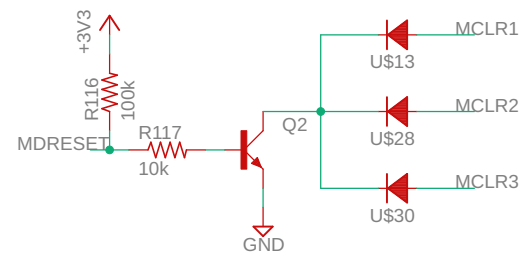 +3V3
R116
100k
MDRESET
R117
10k
Q2
GND
MCLR1
U$13
MCLR2
U$28
MCLR3
U$30